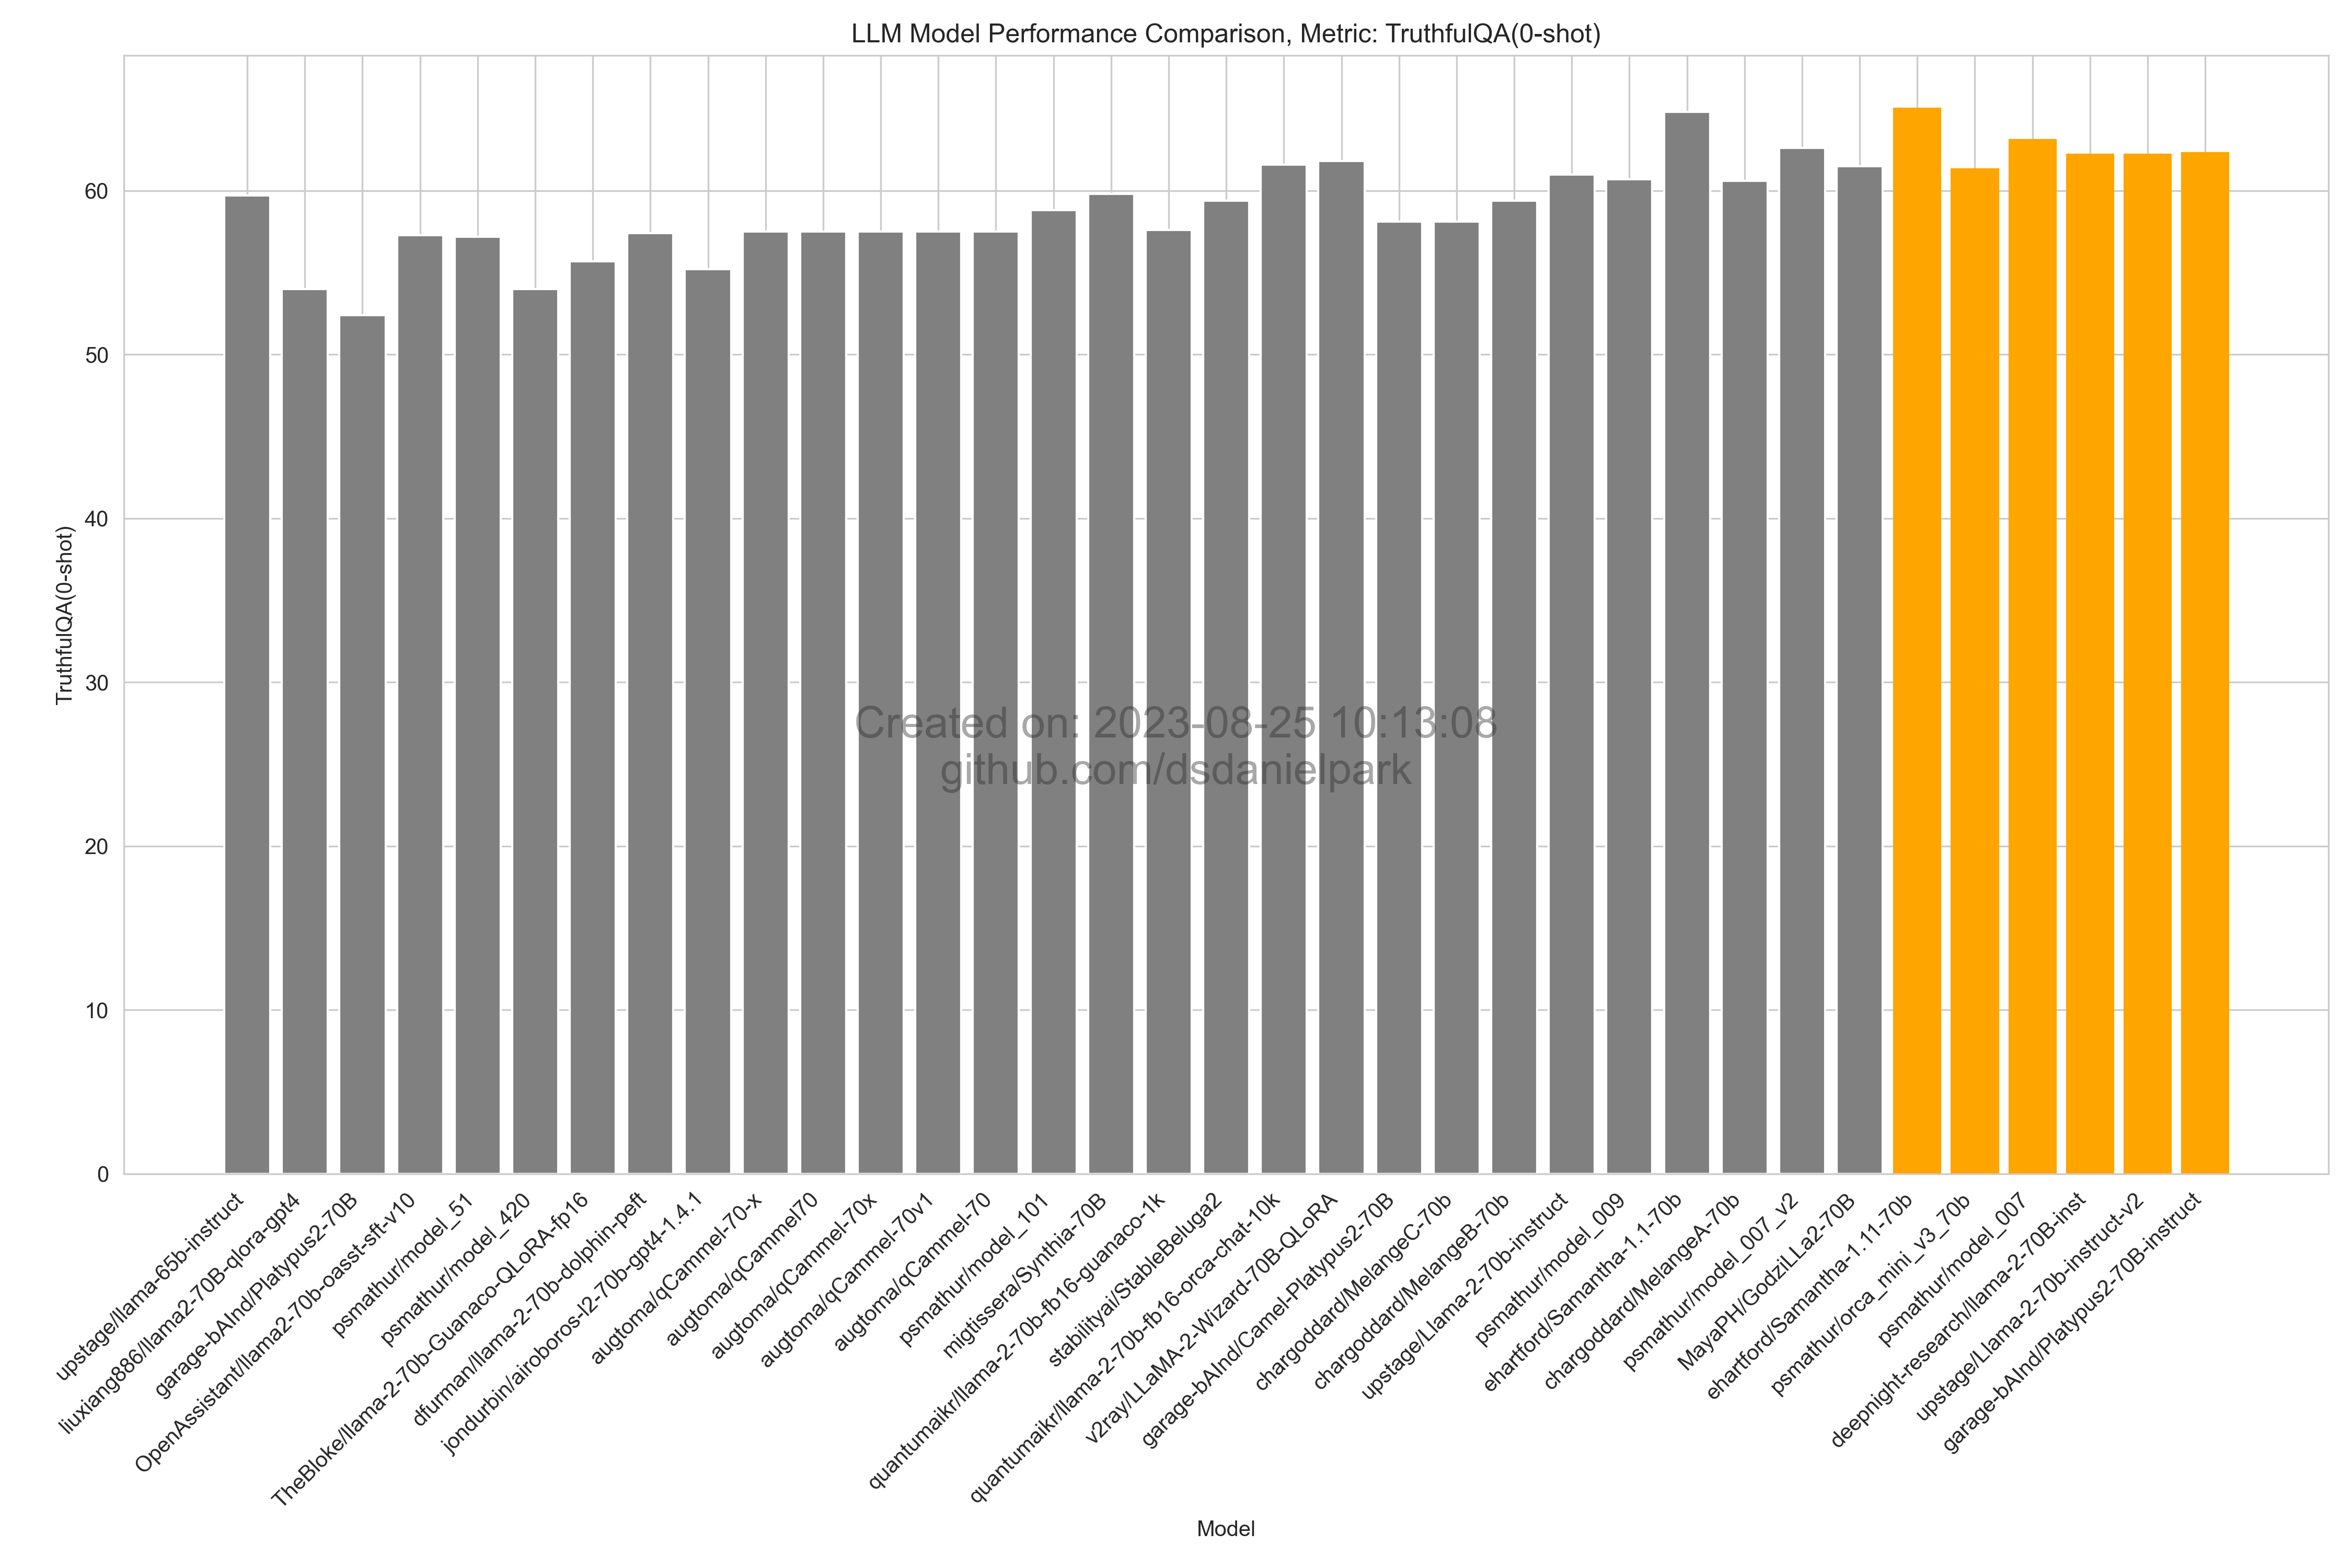 LLM Model Performance Comparison, Metric: TruthfulQA(0-shot)
TruthfulQA(0-shot)
60
50
40
30
20
10
0
Created on: 2023-08-25 10:13:08
github.com/dsdanielpark
upstage/llama-65b-instruct
liuxiang886/llama2-70B-qlora-gpt4
garage-bAInd/Platypus2-70B
OpenAssistant/llama2-70b-oasst-sft-v10
psmathur/model_51
psmathur/model_420
TheBloke/llama-2-70b-Guanaco-QLoRA-fp16
dfurman/llama-2-70b-dolphin-peft
jondurbin/airoboros-l2-70b-gpt4-1.4.1
augtoma/qCammel-70-x
augtoma/qCammel70
augtoma/qCammel-70x
augtoma/qCammel-70v1
augtoma/qCammel-70
psmathur/model_101
migtissera/Synthia-70B
quantumaikr/llama-2-70b-fb16-guanaco-1k
stabilityai/StableBeluga2
quantumaikr/llama-2-70b-fb16-orca-chat-10k
v2ray/LLaMA-2-Wizard-70B-QLoRA
garage-bAInd/Camel-Platypus2-70B
chargoddard/MelangeC-70b
chargoddard/MelangeB-70b
upstage/Llama-2-70b-instruct
psmathur/model_009
ehartford/Samantha-1.1-70b
chargoddard/MelangeA-70b
psmathur/model_007_v2
MayaPH/GodziLLa2-70B
ehartford/Samantha-1.11-70b
psmathur/orca_mini_v3_70b
psmathur/model_007
deepnight-research/llama-2-70B-inst
upstage/Llama-2-70b-instruct-v2
garage-bAInd/Platypus2-70B-instruct
Model